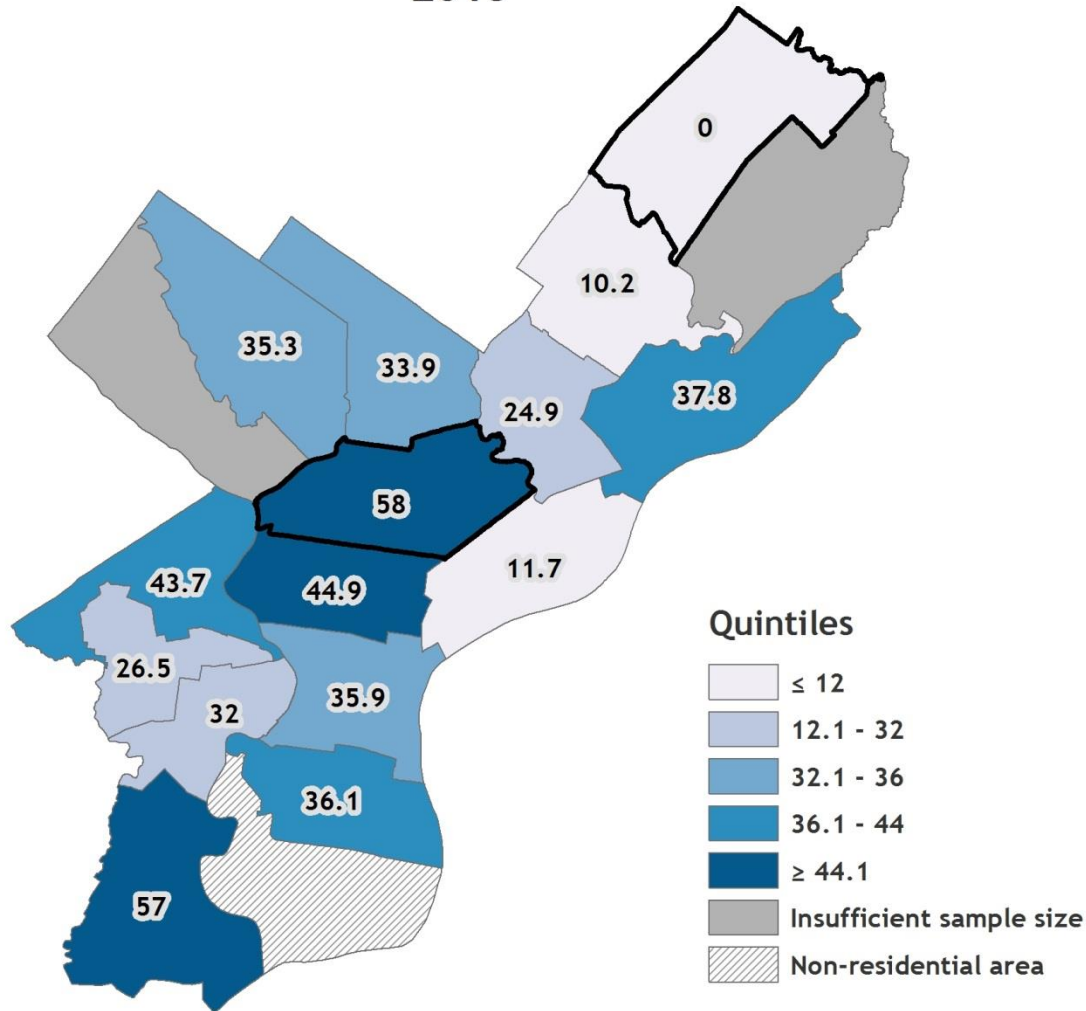 0
10.2
35.3
33.9
37.8
24.9
58
11.7
43.7
44.9
26.5
32
35.9
36.1
57
Quintiles
≤ 12
12.1 - 32
32.1 - 36
36.1 - 44
≥ 44.1
Insufficient sample size
Non-residential area